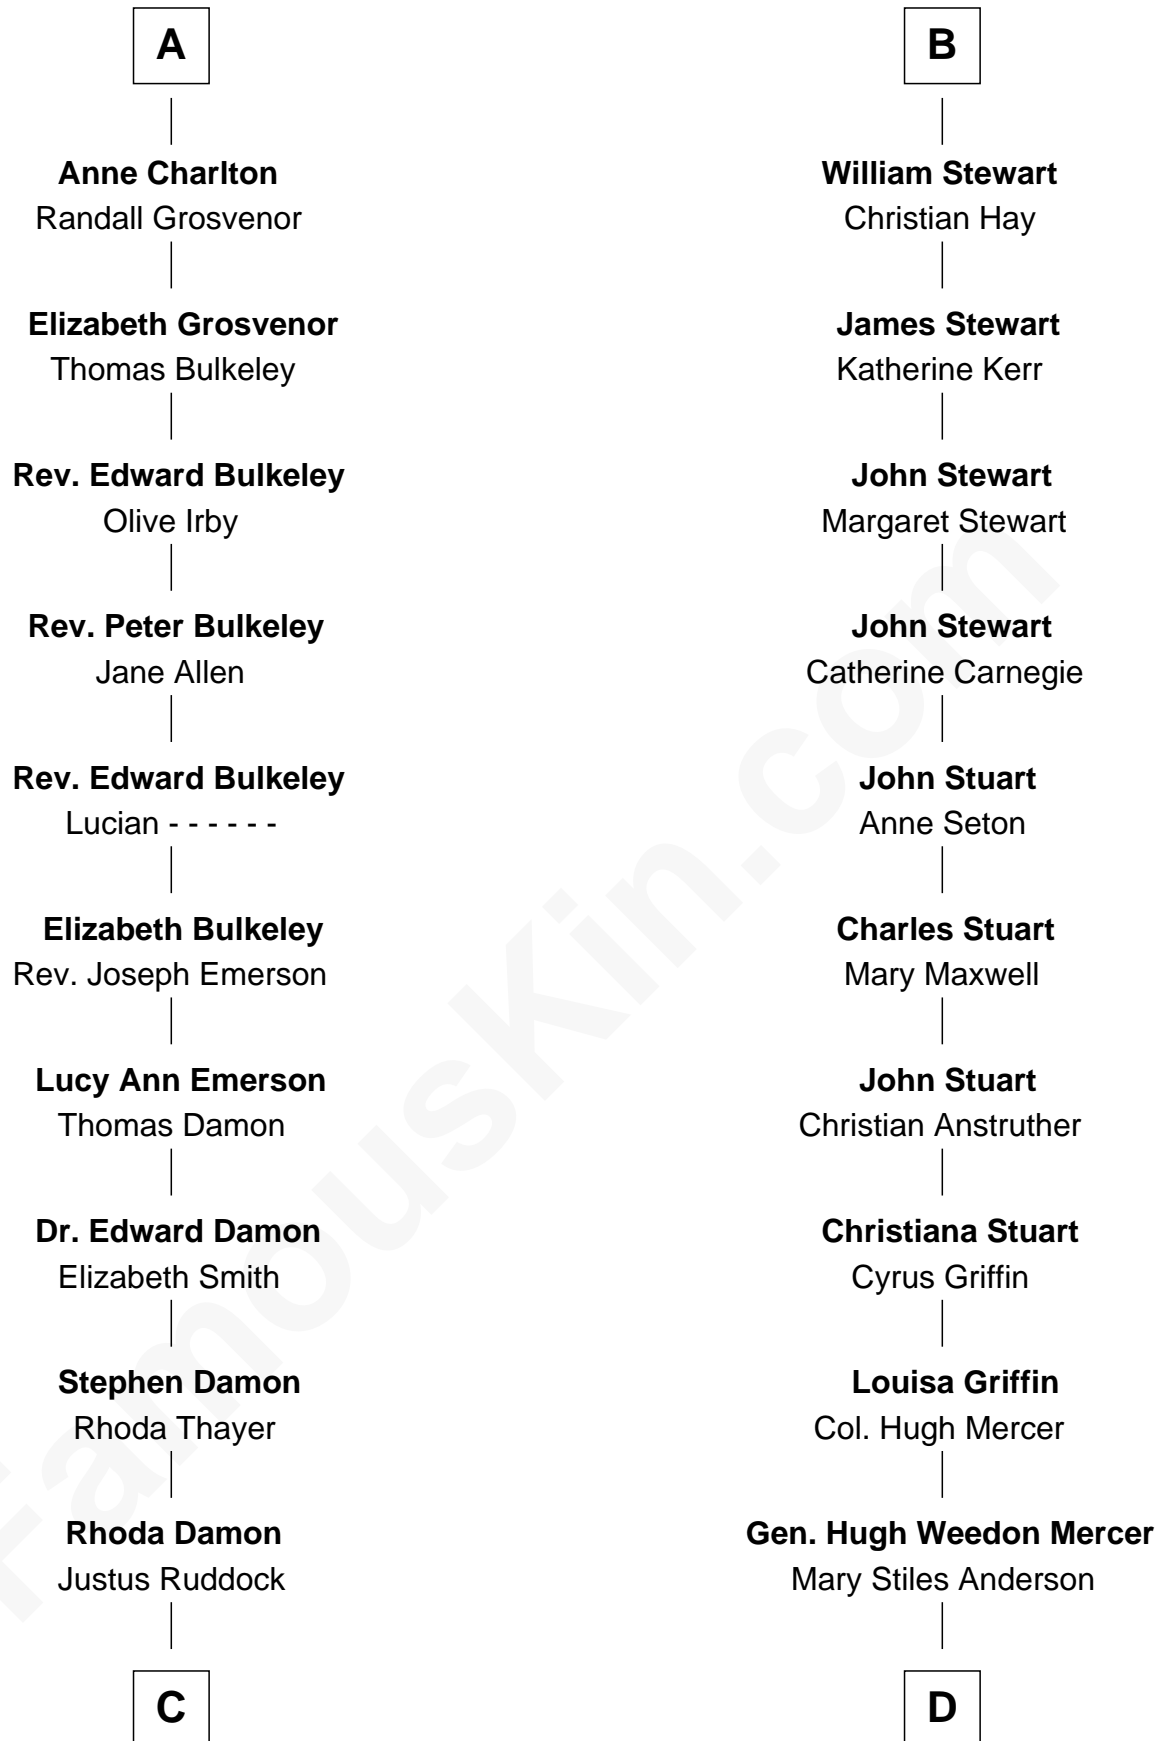 A
Anne Charlton
Randall Grosvenor
Elizabeth Grosvenor
Thomas Bulkeley
Rev. Edward Bulkeley
Olive Irby
Rev. Peter Bulkeley
Jane Allen
Rev. Edward Bulkeley
Lucian - - - - - -
Elizabeth Bulkeley
Rev. Joseph Emerson
Lucy Ann Emerson
Thomas Damon
Dr. Edward Damon
Elizabeth Smith
Stephen Damon
Rhoda Thayer
Rhoda Damon
Justus Ruddock
C
B
William Stewart
Christian Hay
James Stewart
Katherine Kerr
John Stewart
Margaret Stewart
John Stewart
Catherine Carnegie
John Stuart
Anne Seton
Charles Stuart
Mary Maxwell
John Stuart
Christian Anstruther
Christiana Stuart
Cyrus Griffin
Louisa Griffin
Col. Hugh Mercer
Gen. Hugh Weedon Mercer
Mary Stiles Anderson
D
FamousKin.com